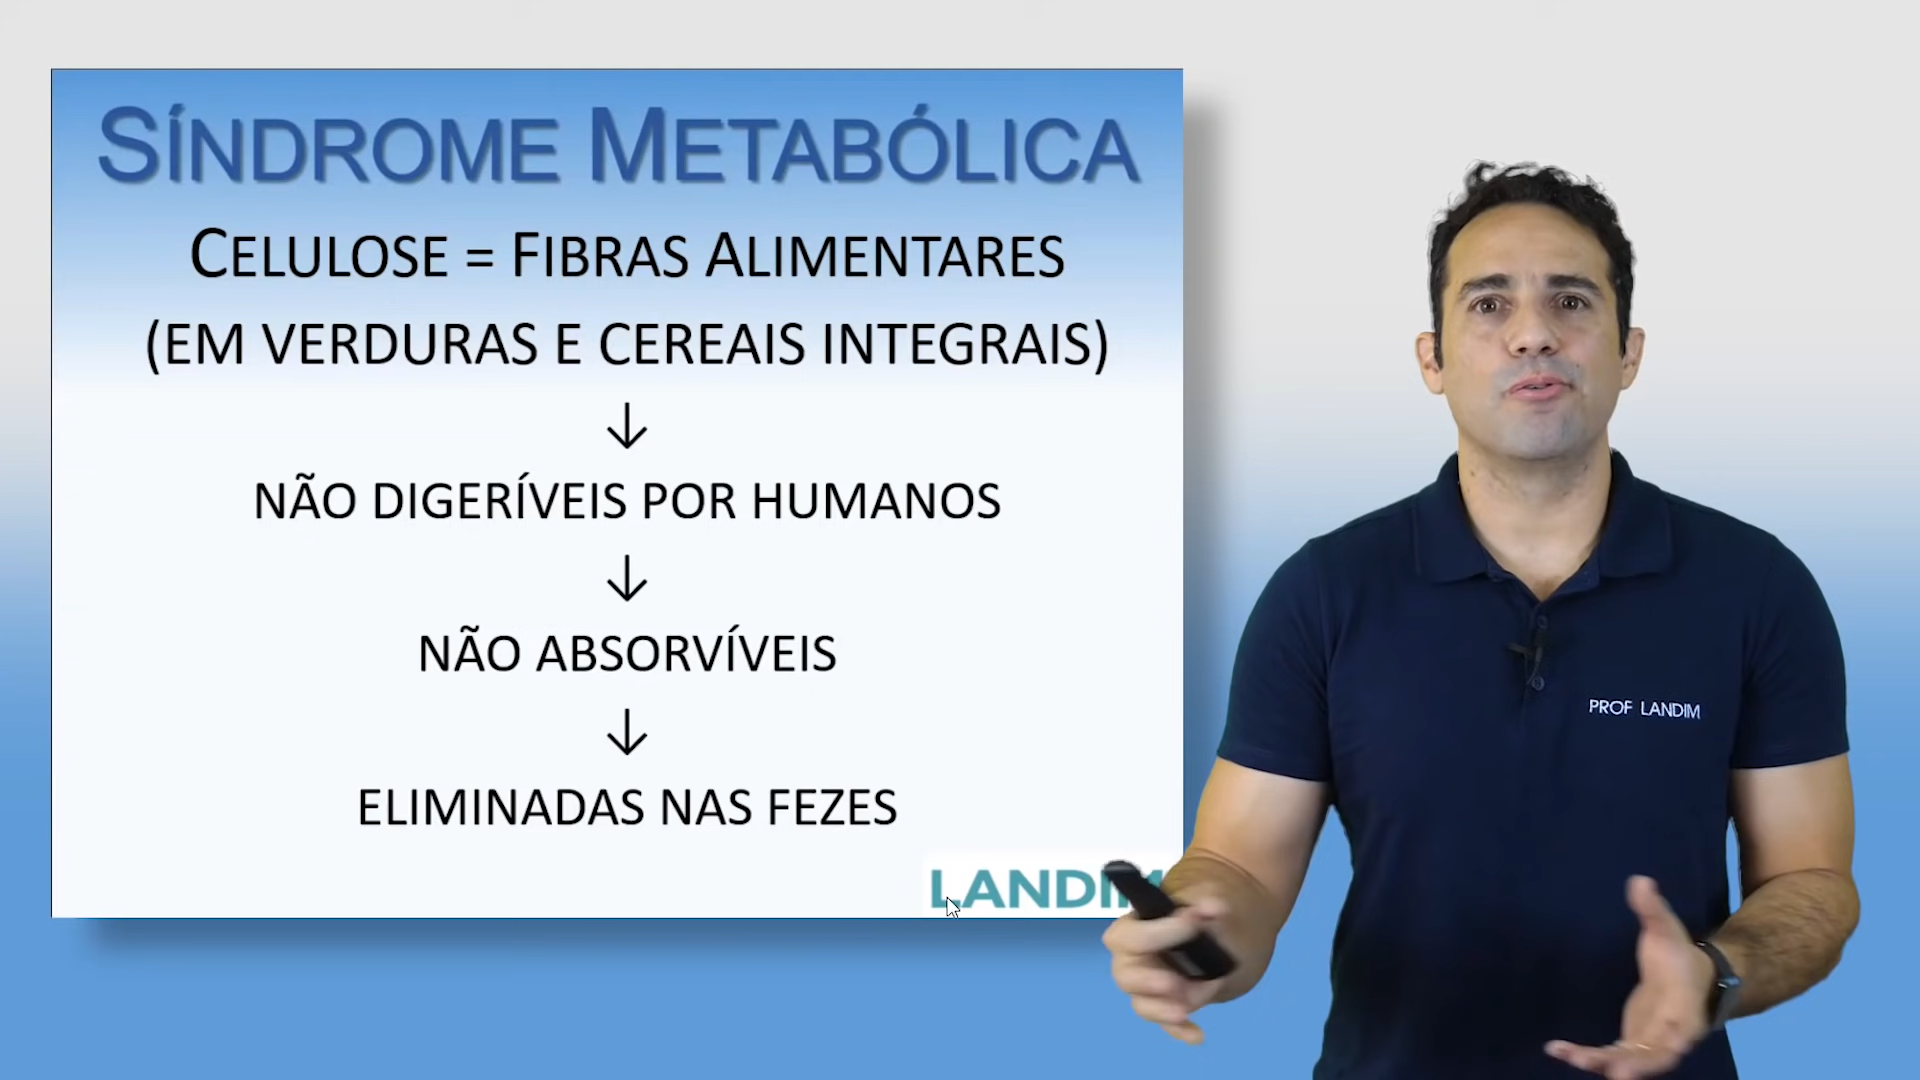 SÍNDROME METABÓLICA
CELULOSE = FIBRAS ALIMENTARES
(EM VERDURAS E CEREAIS INTEGRAIS)
↓
NÃO DIGERÍVEIS POR HUMANOS
↓
NÃO ABSORVÍVEIS
↓
ELIMINADAS NAS FEZES
LANDIM
PROF LANDIM